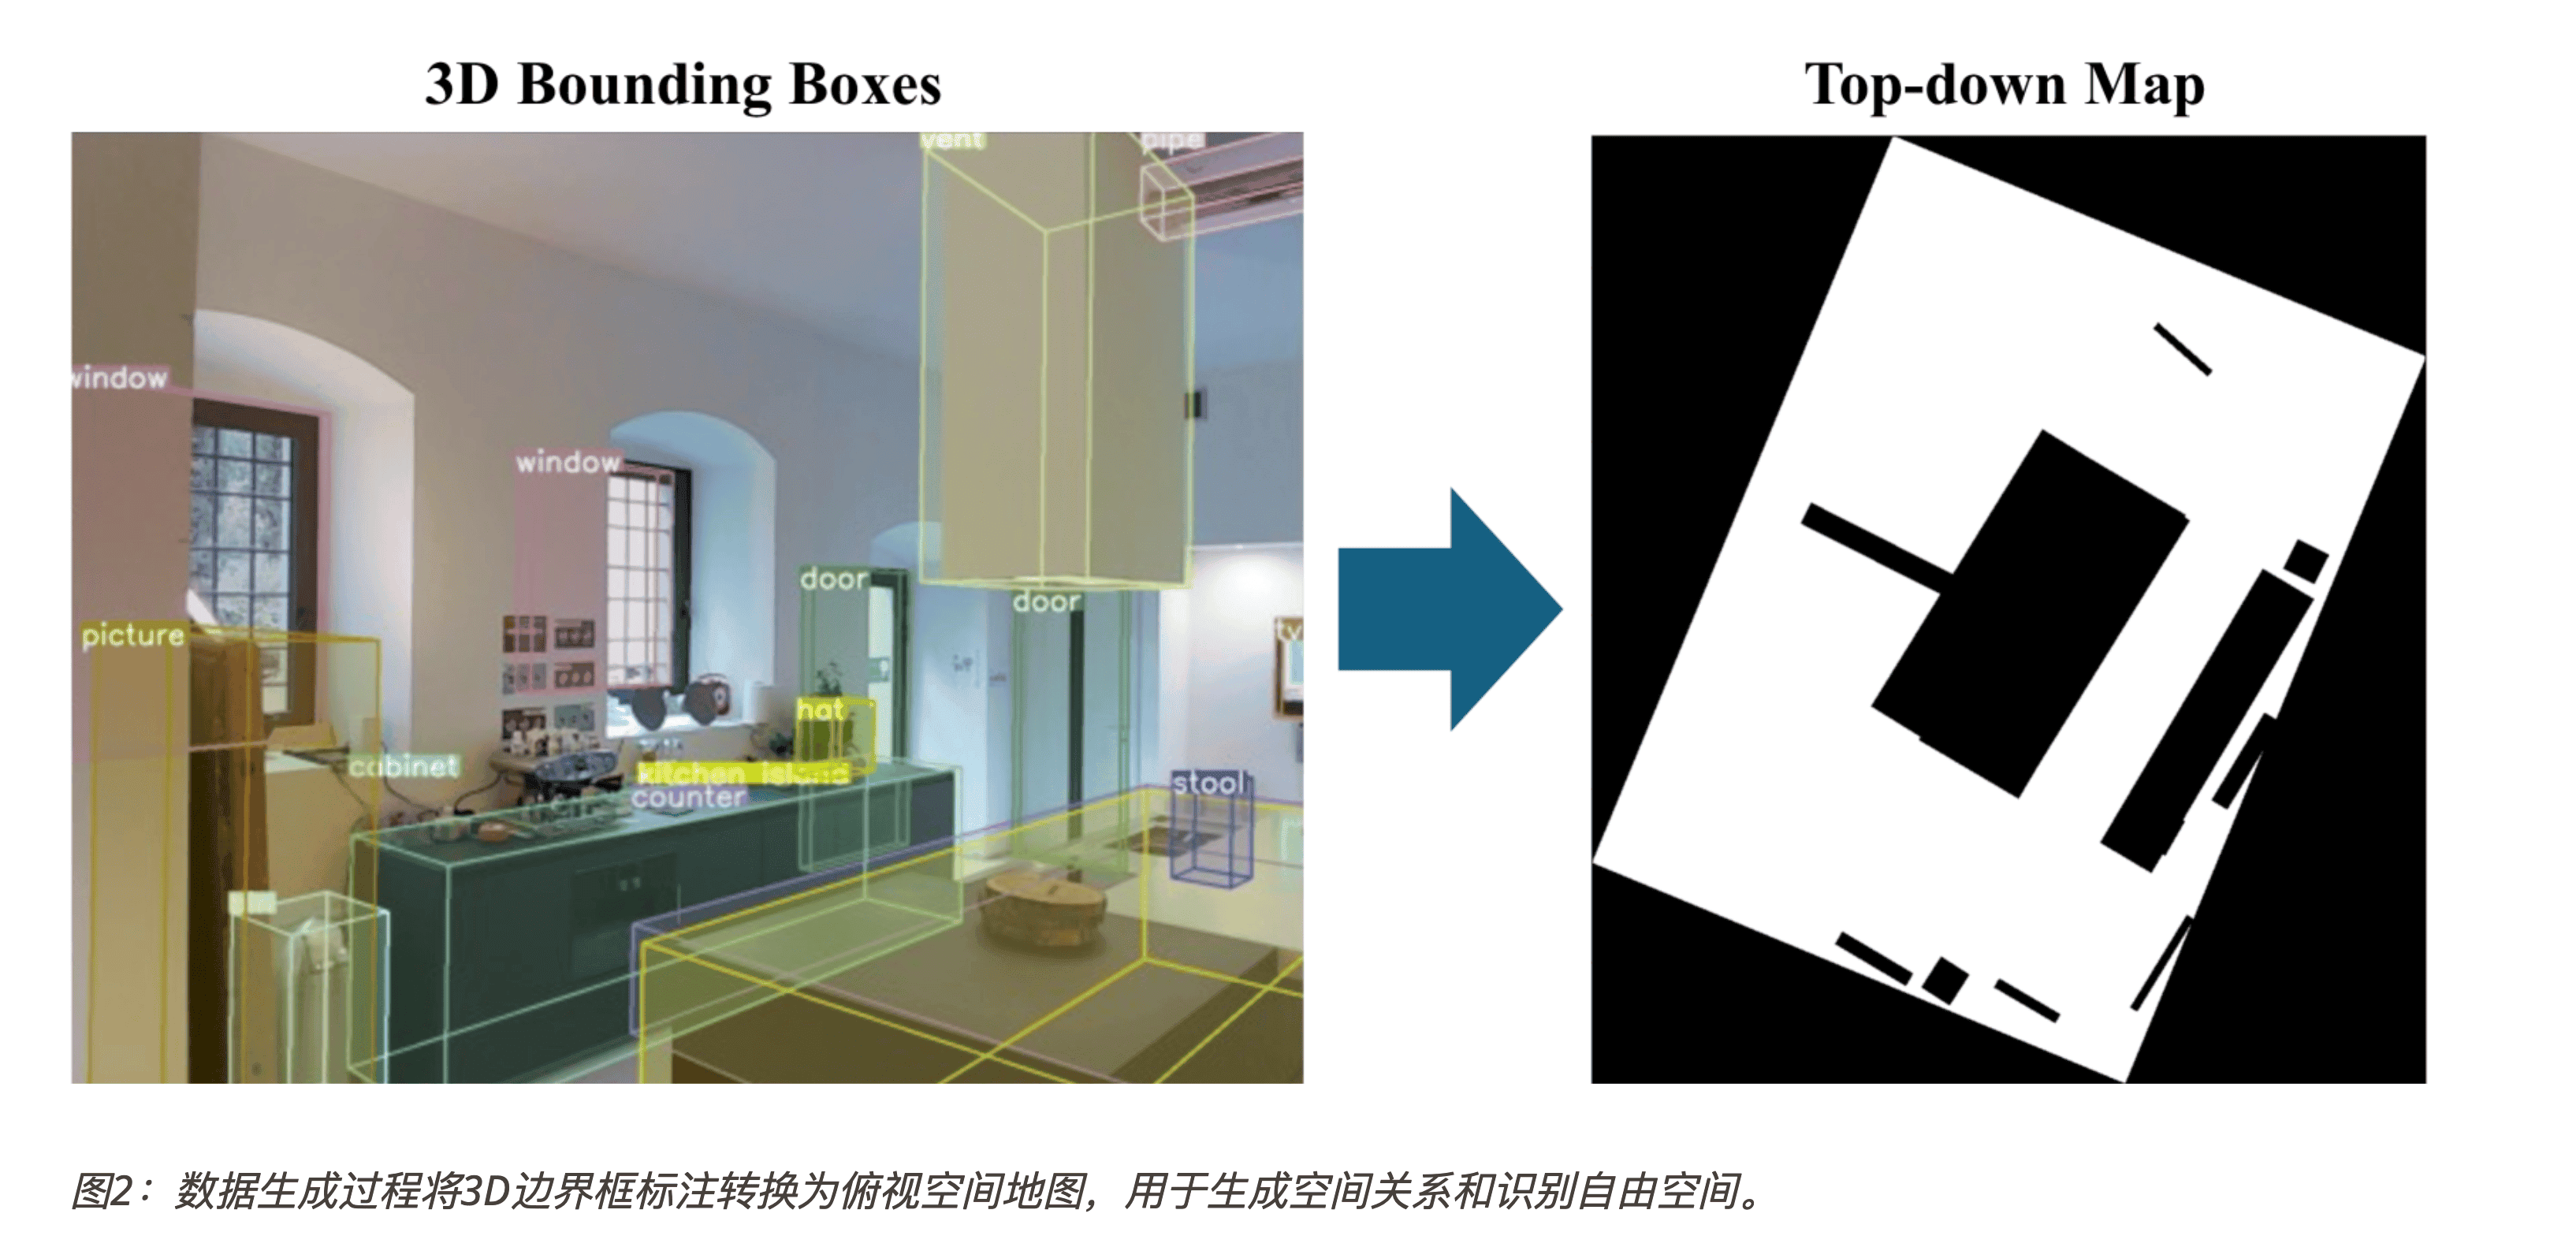 3D Bounding Boxes
Top-down Map
vent
pipe
window
window
door
door
picture
tv
hat
cabinet
kitchen island
counter
stool
图2：数据生成过程将3D边界框标注转换为俯视空间地图，用于生成空间关系和识别自由空间。